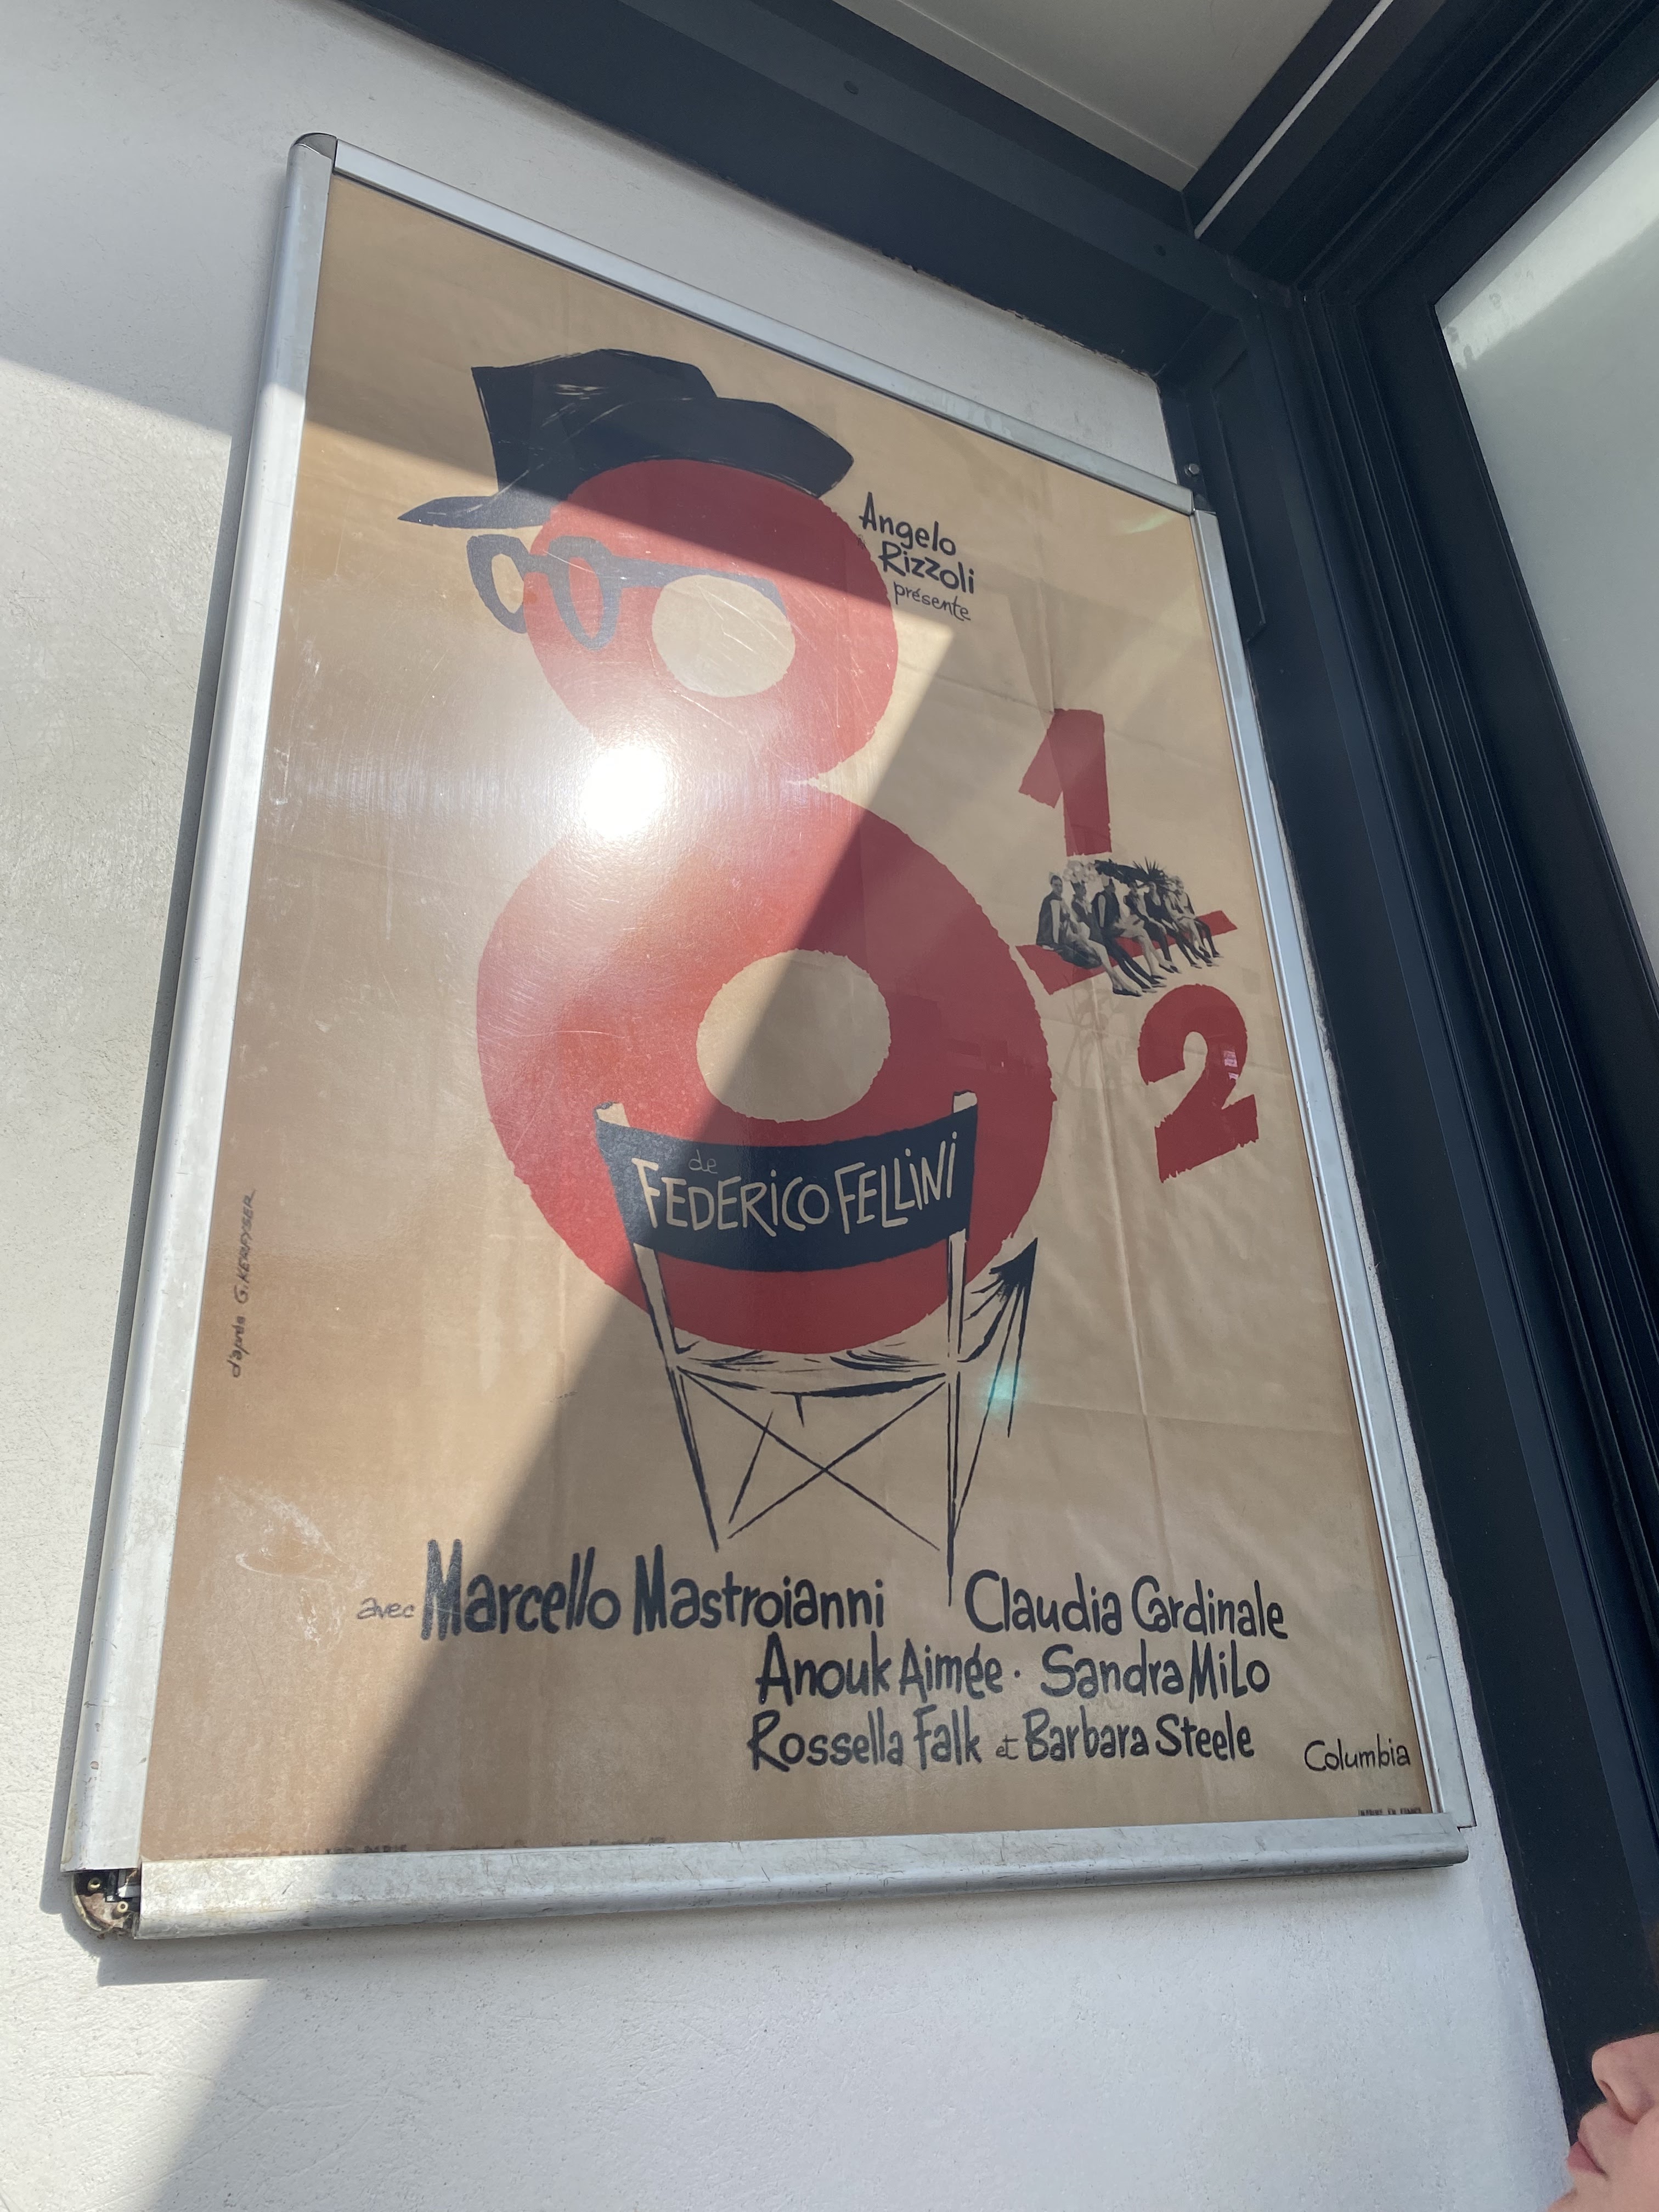 Angelo
Rizzoli
présente
8 1/2
de
FEDERICO FELLINI
d'après G. KERFYSER
avec Marcello Mastroianni Claudia Cardinale
Anouk Aimée · Sandra MiLo
Rossella Falk et Barbara Steele
Columbia